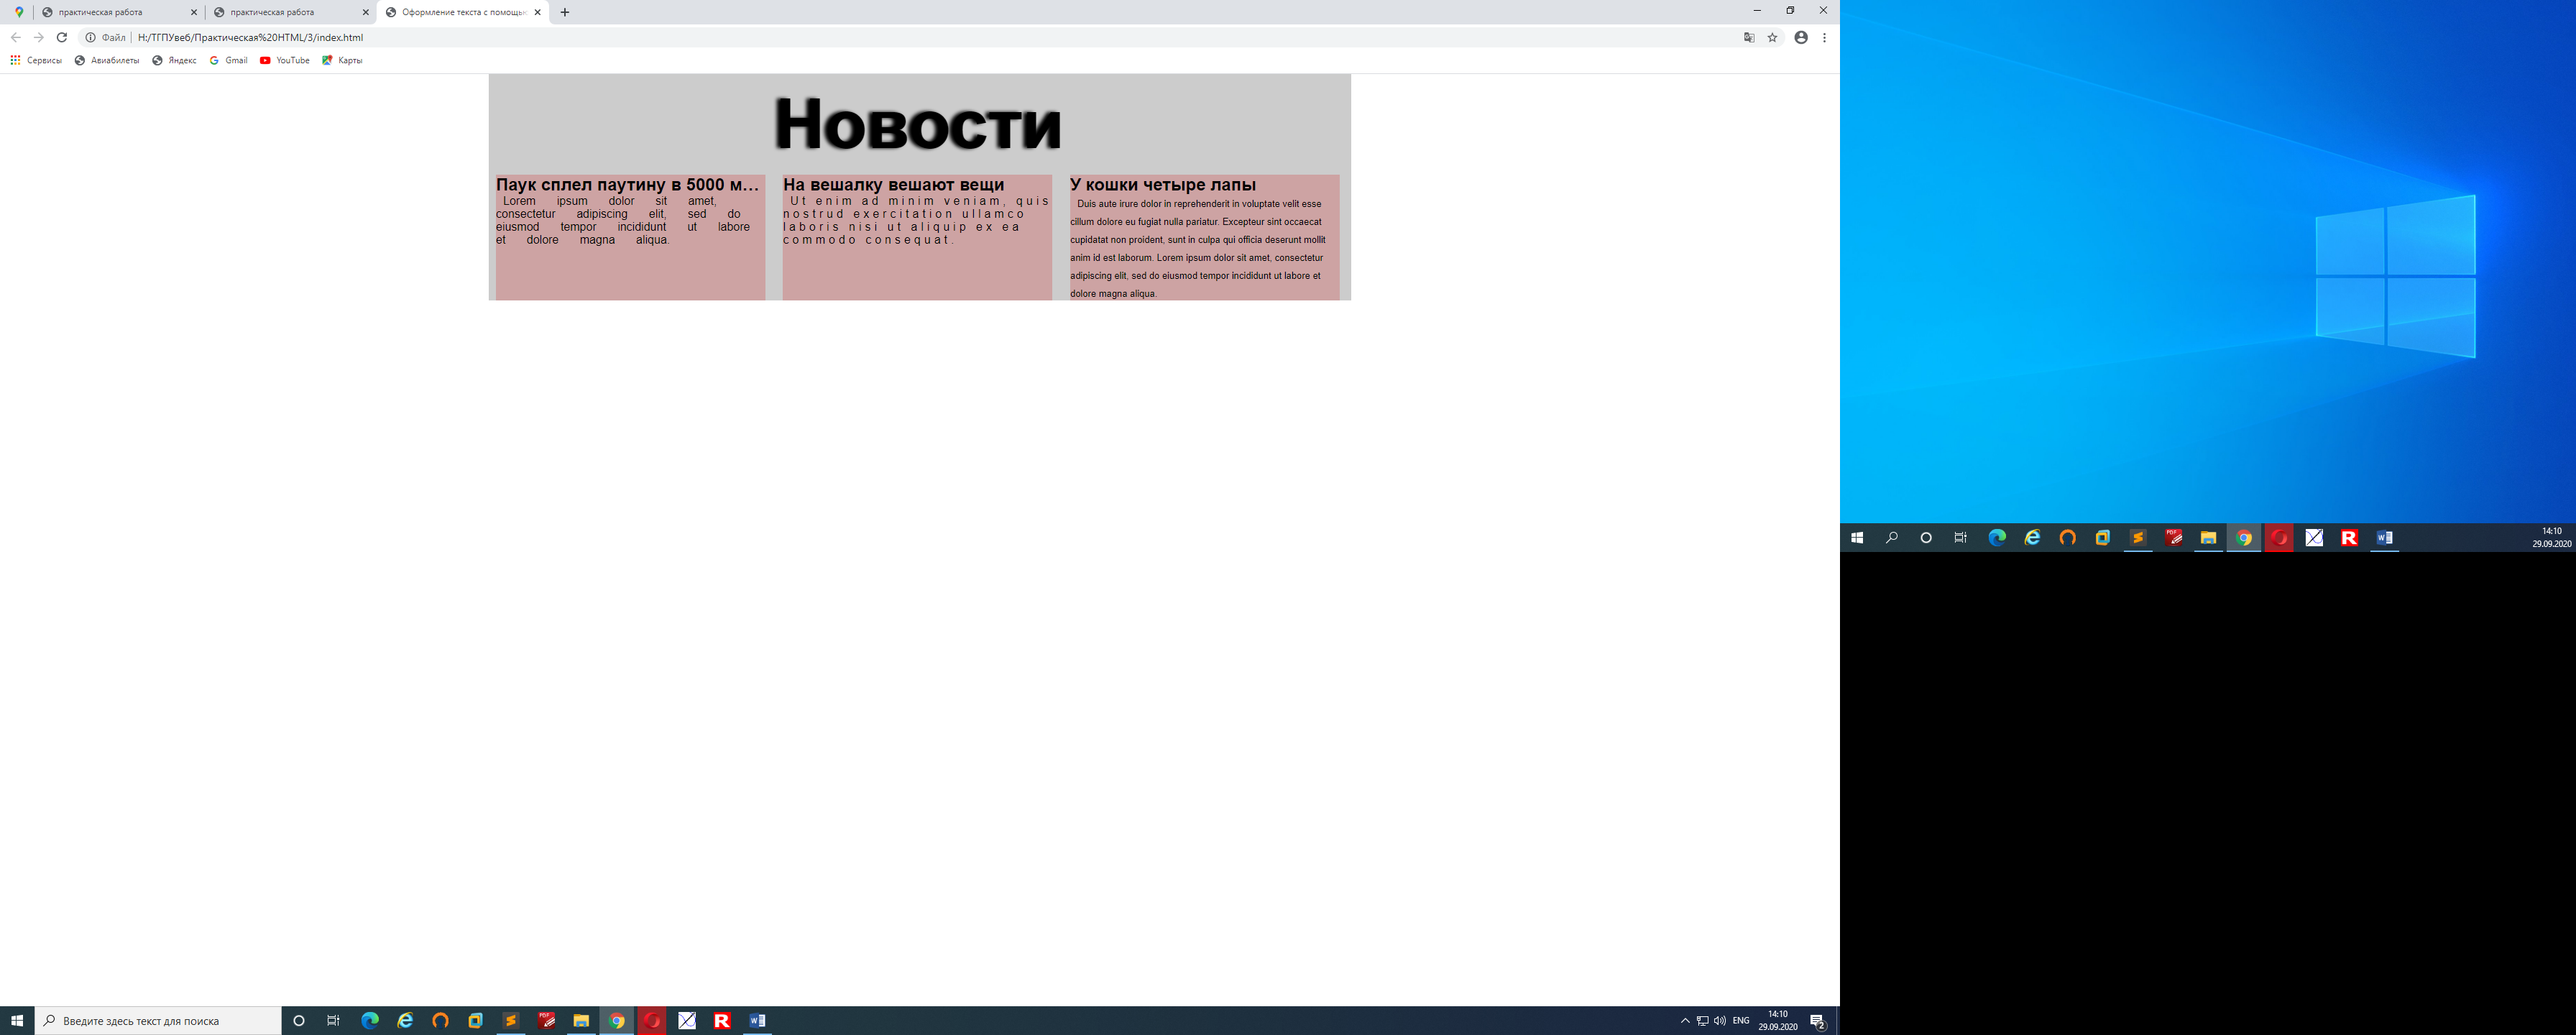 практическая работа
практическая работа
Оформление текста с помощью
Файл
H:/ТГПУвеб/Практическая%20HTML/3/index.html
Сервисы
Авиабилеты
Яндекс
Gmail
YouTube
Карты
Новости
Паук сплел паутину в 5000 м…
Lorem ipsum dolor sit amet,
consectetur adipiscing elit, sed do
eiusmod tempor incididunt ut labore
et dolore magna aliqua.
На вешалку вешают вещи
Ut enim ad minim veniam, quis
nostrud exercitation ullamco
laboris nisi ut aliquip ex ea
commodo consequat.
У кошки четыре лапы
Duis aute irure dolor in reprehenderit in voluptate velit esse
cillum dolore eu fugiat nulla pariatur. Excepteur sint occaecat
cupidatat non proident, sunt in culpa qui officia deserunt mollit
anim id est laborum. Lorem ipsum dolor sit amet, consectetur
adipiscing elit, sed do eiusmod tempor incididunt ut labore et
dolore magna aliqua.
PDF
R
W
14:10
29.09.2020
Введите здесь текст для поиска
PDF
R
W
ENG
14:10
29.09.2020
2